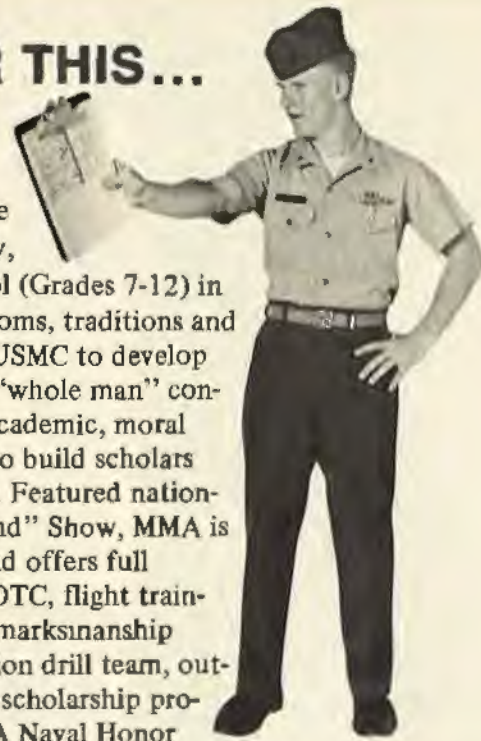 THIS...
(Grades 7-12) in
oms, traditions and
USMC to develop
"whole man" con-
cademic, moral
o build scholars
Featured nation-
nd" Show, MMA is
d offers full
OTC, flight train-
marksmanship
on drill team, out-
scholarship pro-
A Naval Honor